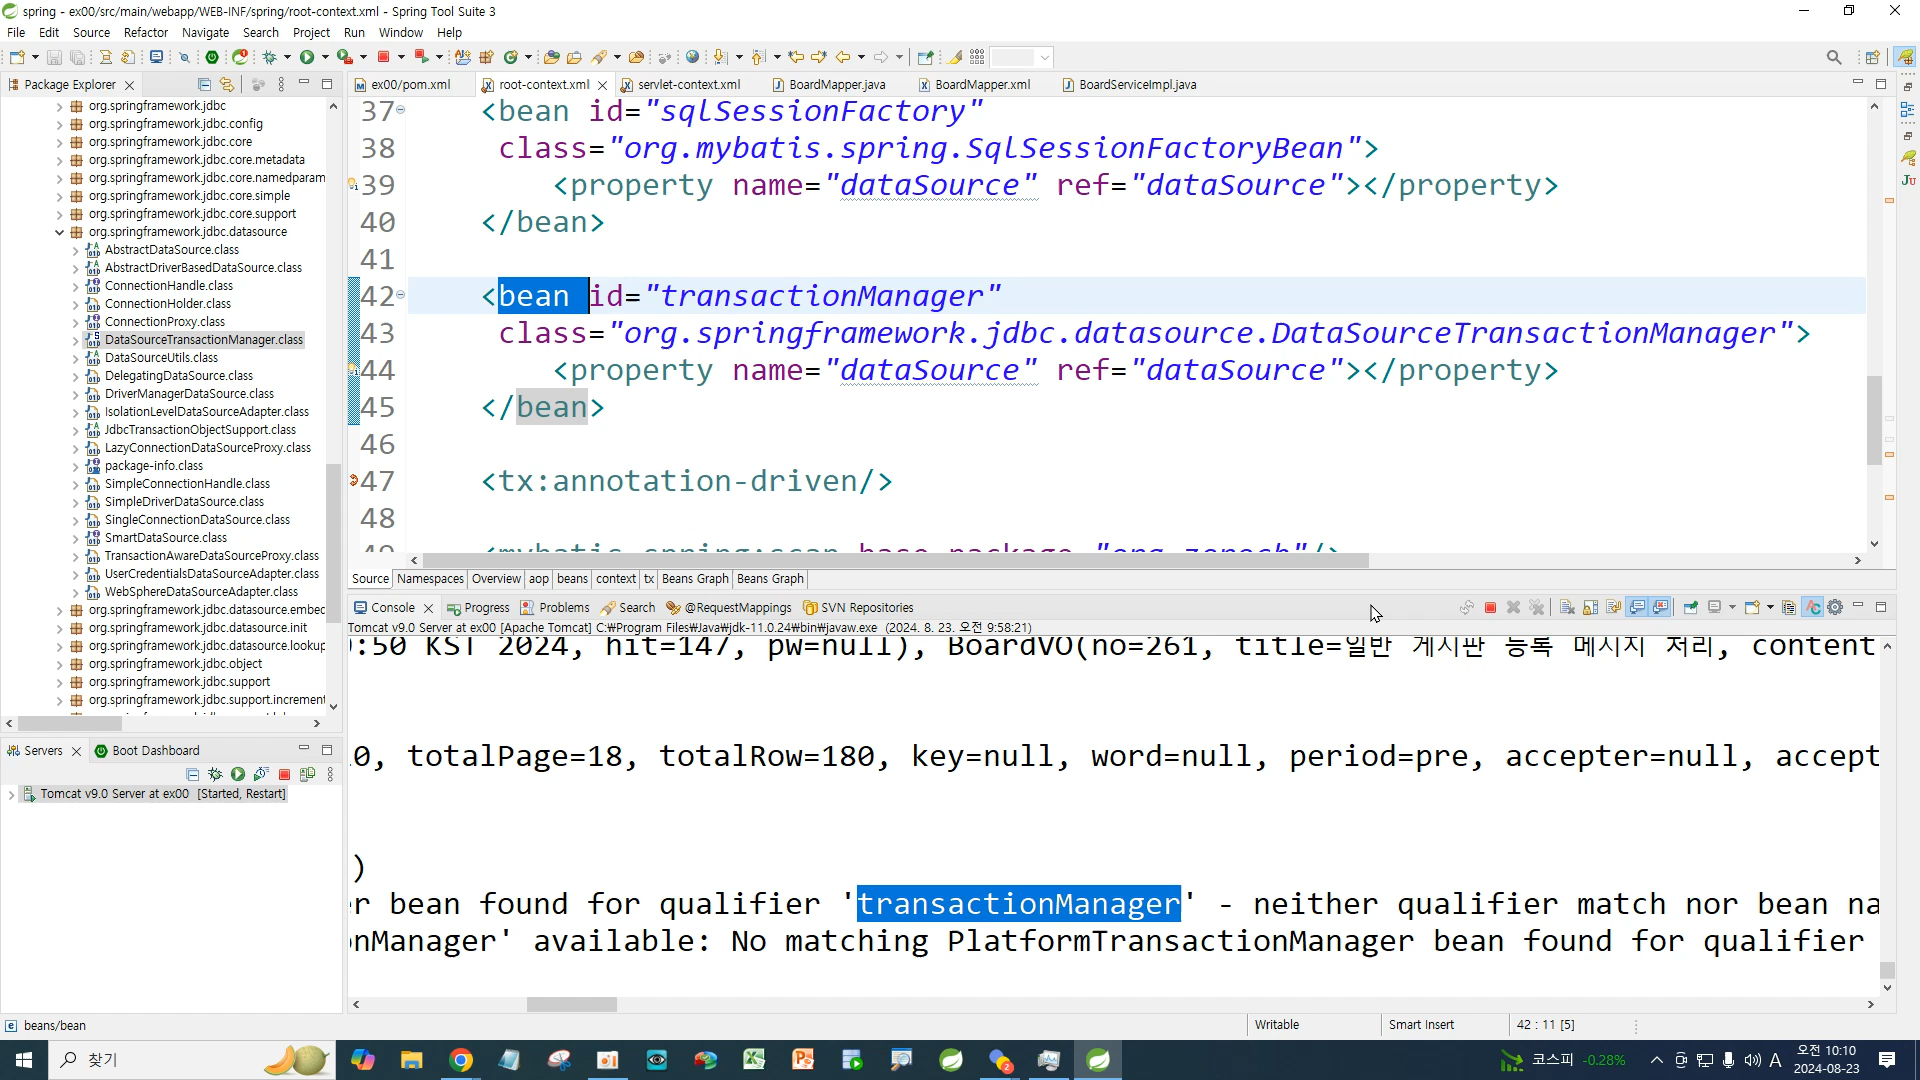 spring - ex00/src/main/webapp/WEB-INF/spring/root-context.xml - Spring Tool Suite 3
File Edit Source Refactor Navigate Search Project Run Window Help
Package Explorer
org.springframework.jdbc
org.springframework.jdbc.config
org.springframework.jdbc.core
org.springframework.jdbc.core.metadata
org.springframework.jdbc.core.namedparam
org.springframework.jdbc.core.simple
org.springframework.jdbc.core.support
org.springframework.jdbc.datasource
AbstractDataSource.class
AbstractDriverBasedDataSource.class
ConnectionHandle.class
ConnectionHolder.class
ConnectionProxy.class
DataSourceTransactionManager.class
DataSourceUtils.class
DelegatingDataSource.class
DriverManagerDataSource.class
IsolationLevelDataSourceAdapter.class
JdbcTransactionObjectSupport.class
LazyConnectionDataSourceProxy.class
package-info.class
SimpleConnectionHandle.class
SimpleDriverDataSource.class
SingleConnectionDataSource.class
SmartDataSource.class
TransactionAwareDataSourceProxy.class
UserCredentialsDataSourceAdapter.class
WebSphereDataSourceAdapter.class
org.springframework.jdbc.datasource.embec
org.springframework.jdbc.datasource.init
org.springframework.jdbc.datasource.lookup
org.springframework.jdbc.object
org.springframework.jdbc.support
org.springframework.jdbc.support.increment
Servers Boot Dashboard
Tomcat v9.0 Server at ex00 [Started, Restart]
ex00/pom.xml root-context.xml servlet-context.xml BoardMapper.java BoardMapper.xml BoardServiceImpl.java
37 <bean id="sqlSessionFactory"
38 class="org.mybatis.spring.SqlSessionFactoryBean">
39 <property name="dataSource" ref="dataSource"></property>
40 </bean>
41
42 <bean id="transactionManager"
43 class="org.springframework.jdbc.datasource.DataSourceTransactionManager">
44 <property name="dataSource" ref="dataSource"></property>
45 </bean>
46
47 <tx:annotation-driven/>
48
Source Namespaces Overview aop beans context tx Beans Graph Beans Graph
Console Progress Problems Search @RequestMappings SVN Repositories
Tomcat v9.0 Server at ex00 [Apache Tomcat] C:₩Program Files₩Java₩jdk-11.0.24₩bin₩javaw.exe (2024. 8. 23. 오전 9:58:21)
:50 KST 2024, hit=147, pw=null), BoardVO(no=261, title=일반 게시판 등록 메시지 처리, content
0, totalPage=18, totalRow=180, key=null, word=null, period=pre, accepter=null, accept
)
r bean found for qualifier 'transactionManager' - neither qualifier match nor bean na
nManager' available: No matching PlatformTransactionManager bean found for qualifier
beans/bean Writable Smart Insert 42 : 11 [5]
찾기 코스피 -0.28% A 오전 10:10
2024-08-23